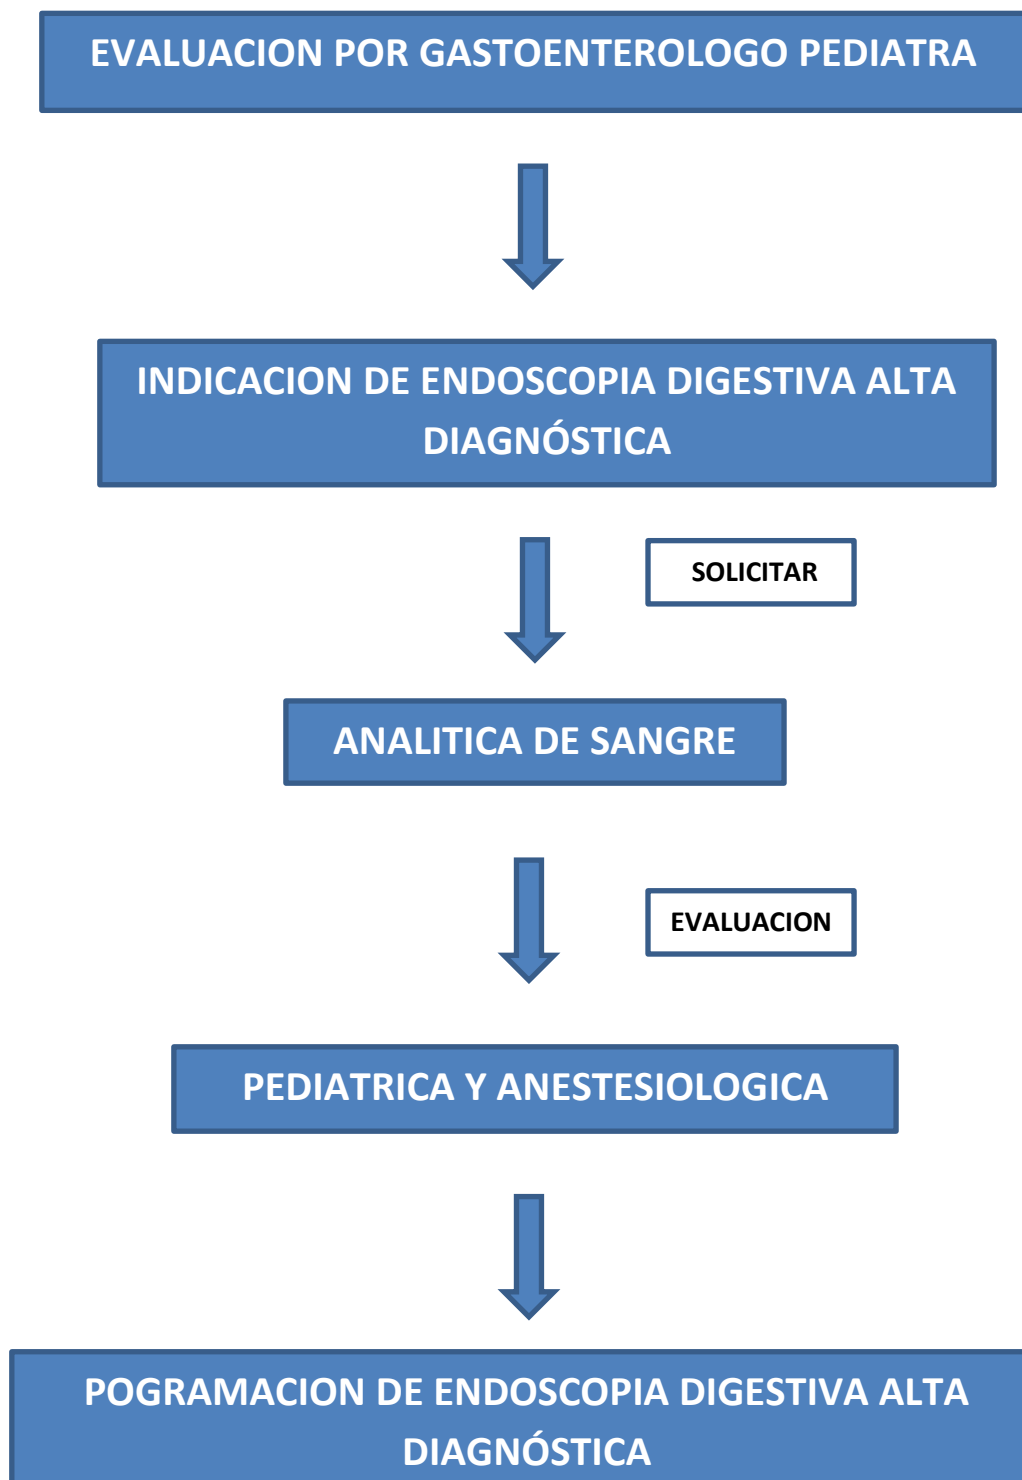 EVALUACION POR GASTOENTEROLOGO PEDIATRA
INDICACION DE ENDOSCOPIA DIGESTIVA ALTA
DIAGNÓSTICA
SOLICITAR
ANALITICA DE SANGRE
EVALUACION
PEDIATRICA Y ANESTESIOLOGICA
POGRAMACION DE ENDOSCOPIA DIGESTIVA ALTA
DIAGNÓSTICA